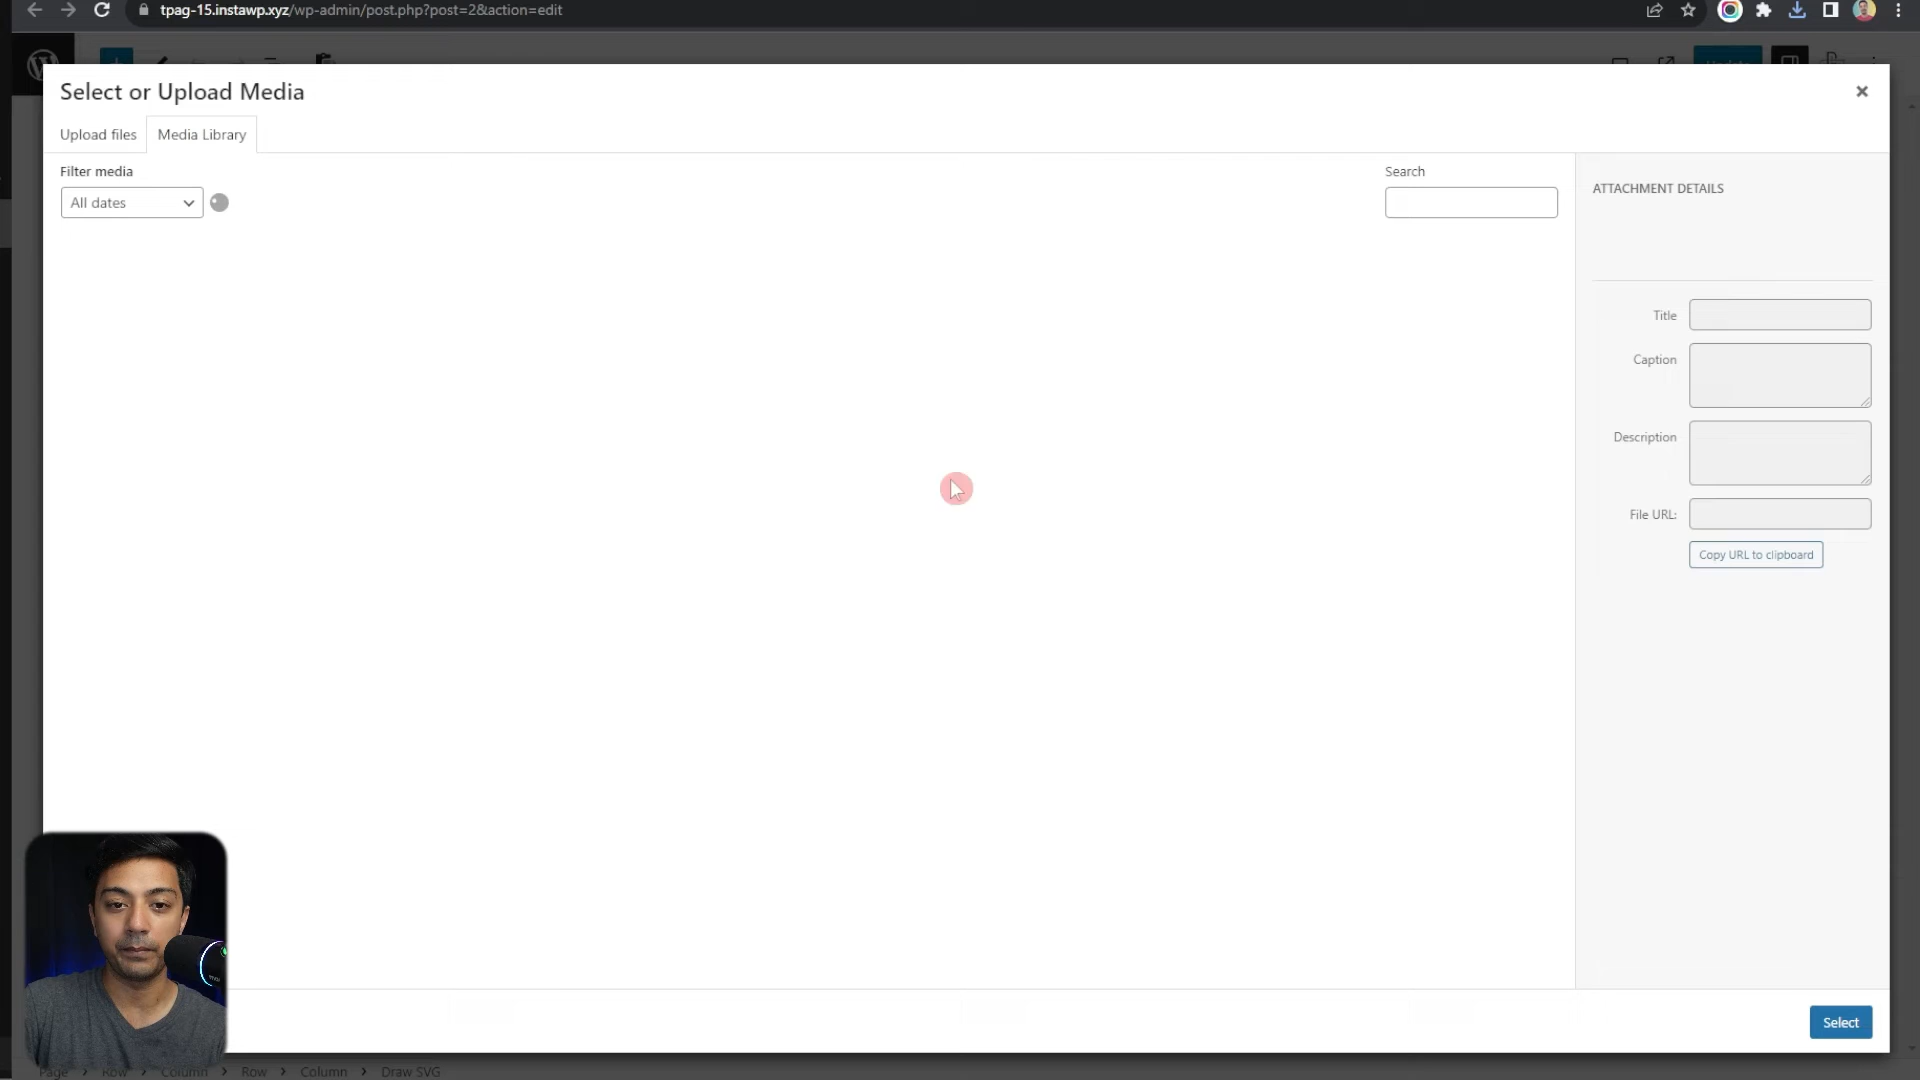 tpag-15.instawp.xyz/wp-admin/post.php?post=2&action=edit
Select or Upload Media
Upload files
Media Library
Filter media
All dates
Search
ATTACHMENT DETAILS
Title
Caption
Description
File URL:
Copy URL to clipboard
Select
Page
Row
Column
Row
Column
Draw SVG